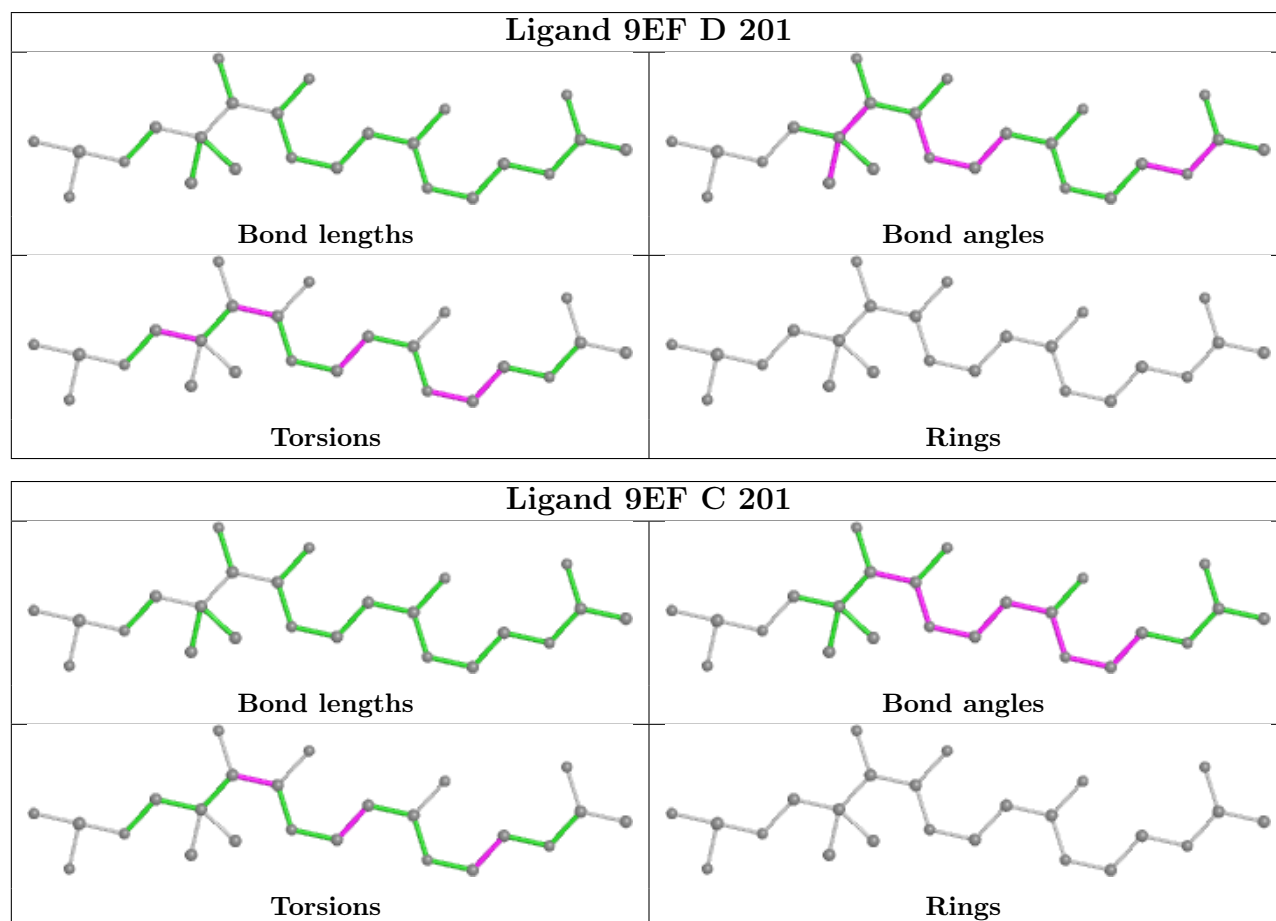 Ligand 9EF D 201
Bond lengths
Bond angles
Torsions
Rings
Ligand 9EF C 201
Bond lengths
Bond angles
Torsions
Rings